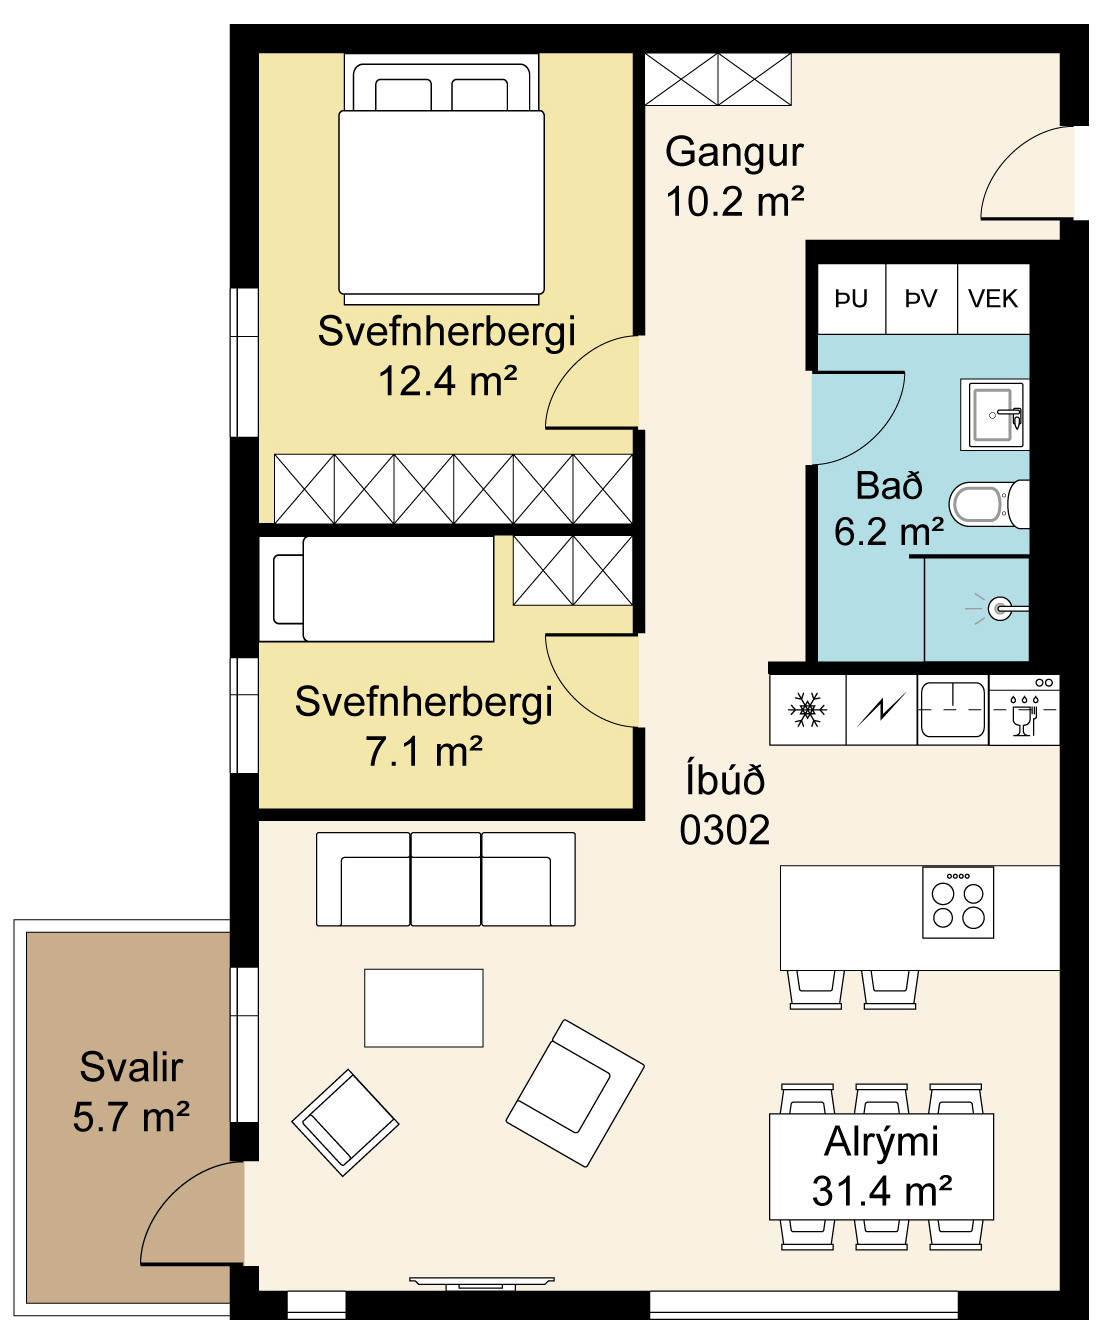 Gangur
10.2 m²
ÞU
ÞV
VEK
Svefnherbergi
12.4 m²
Bað
6.2 m²
Svefnherbergi
7.1 m²
Íbúð
0302
Svalir
5.7 m²
Alrými
31.4 m²